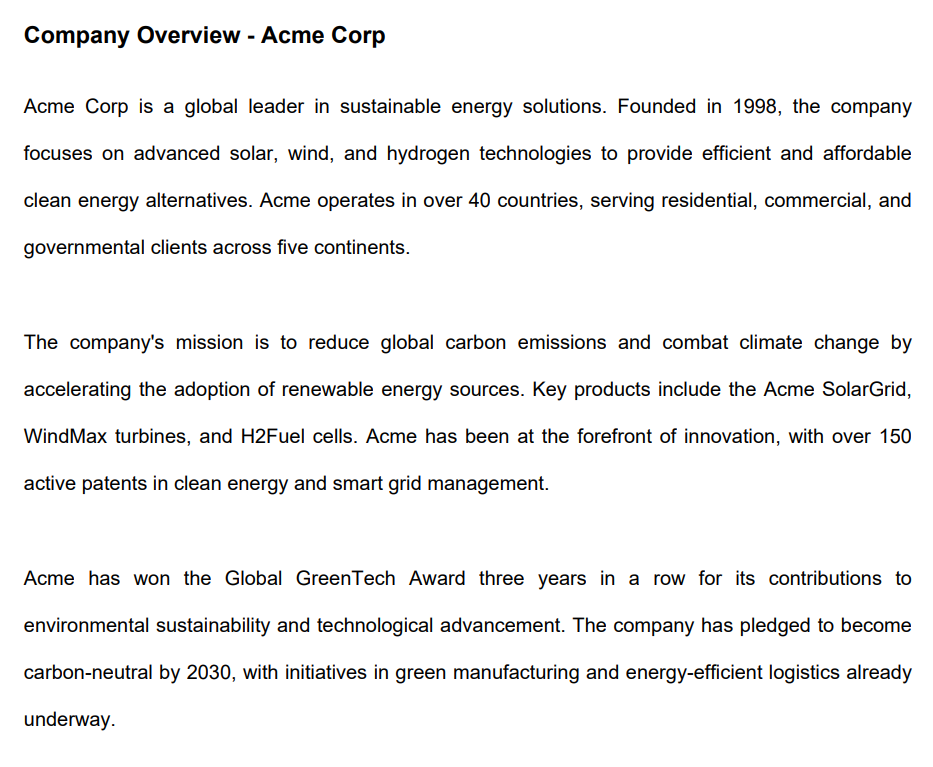 Company Overview - Acme Corp
Acme Corp is a global leader in sustainable energy solutions. Founded in 1998, the company
focuses on advanced solar, wind, and hydrogen technologies to provide efficient and affordable
clean energy alternatives. Acme operates in over 40 countries, serving residential, commercial, and
governmental clients across five continents.
The company's mission is to reduce global carbon emissions and combat climate change by
accelerating the adoption of renewable energy sources. Key products include the Acme SolarGrid,
WindMax turbines, and H2Fuel cells. Acme has been at the forefront of innovation, with over 150
active patents in clean energy and smart grid management.
Acme has won the Global GreenTech Award three years in a row for its contributions to
environmental sustainability and technological advancement. The company has pledged to become
carbon-neutral by 2030, with initiatives in green manufacturing and energy-efficient logistics already
underway.